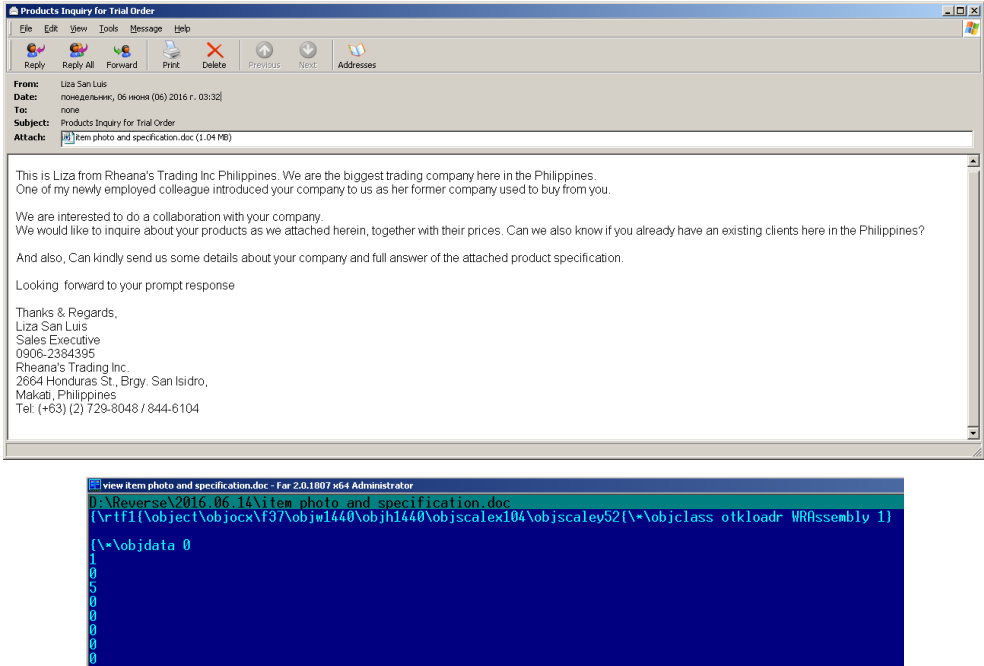 Products Inquiry for Trial Order
File Edit View Tools Message Help
Reply Reply All Forward Print Delete Previous Next Addresses
From: Liza San Luis
Date: понедельник, 06 июня (06) 2016 г. 03:32
To: none
Subject: Products Inquiry for Trial Order
Attach: item photo and specification.doc (1.04 MB)
This is Liza from Rheana's Trading Inc Philippines. We are the biggest trading company here in the Philippines.
One of my newly employed colleague introduced your company to us as her former company used to buy from you.
We are interested to do a collaboration with your company.
We would like to inquire about your products as we attached herein, together with their prices. Can we also know if you already have an existing clients here in the Philippines?
And also, Can kindly send us some details about your company and full answer of the attached product specification.
Looking  forward to your prompt response
Thanks & Regards,
Liza San Luis
Sales Executive
0906-2384395
Rheana's Trading Inc.
2664 Honduras St., Brgy. San Isidro,
Makati, Philippines
Tel: (+63) (2) 729-8048 / 844-6104
view item photo and specification.doc - Far 2.0.1807 x64 Administrator
D:\Reverse\2016.06.14\item photo and specification.doc
{\rtf1{\object\objocx\f37\objw1440\objh1440\objscalex104\objscaley52{\*\objclass otkloadr WRAssembly 1}
{\*\objdata 0
1
0
5
0
0
0
0
0